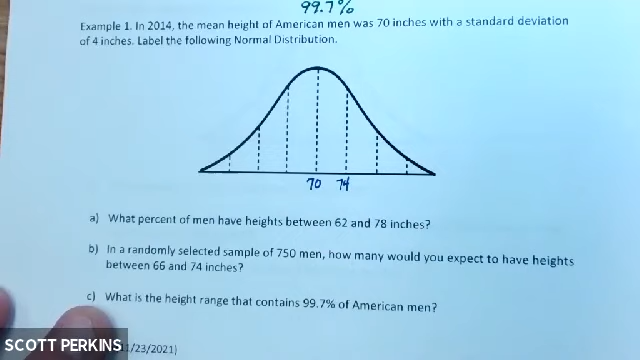 99.7%
Example 1. In 2014, the mean height of American men was 70 inches with a standard deviation
of 4 inches. Label the following Normal Distribution.
70 74
a) What percent of men have heights between 62 and 78 inches?
b) In a randomly selected sample of 750 men, how many would you expect to have heights
between 66 and 74 inches?
c) What is the height range that contains 99.7% of American men?
SCOTT PERKINS
1/23/2021)